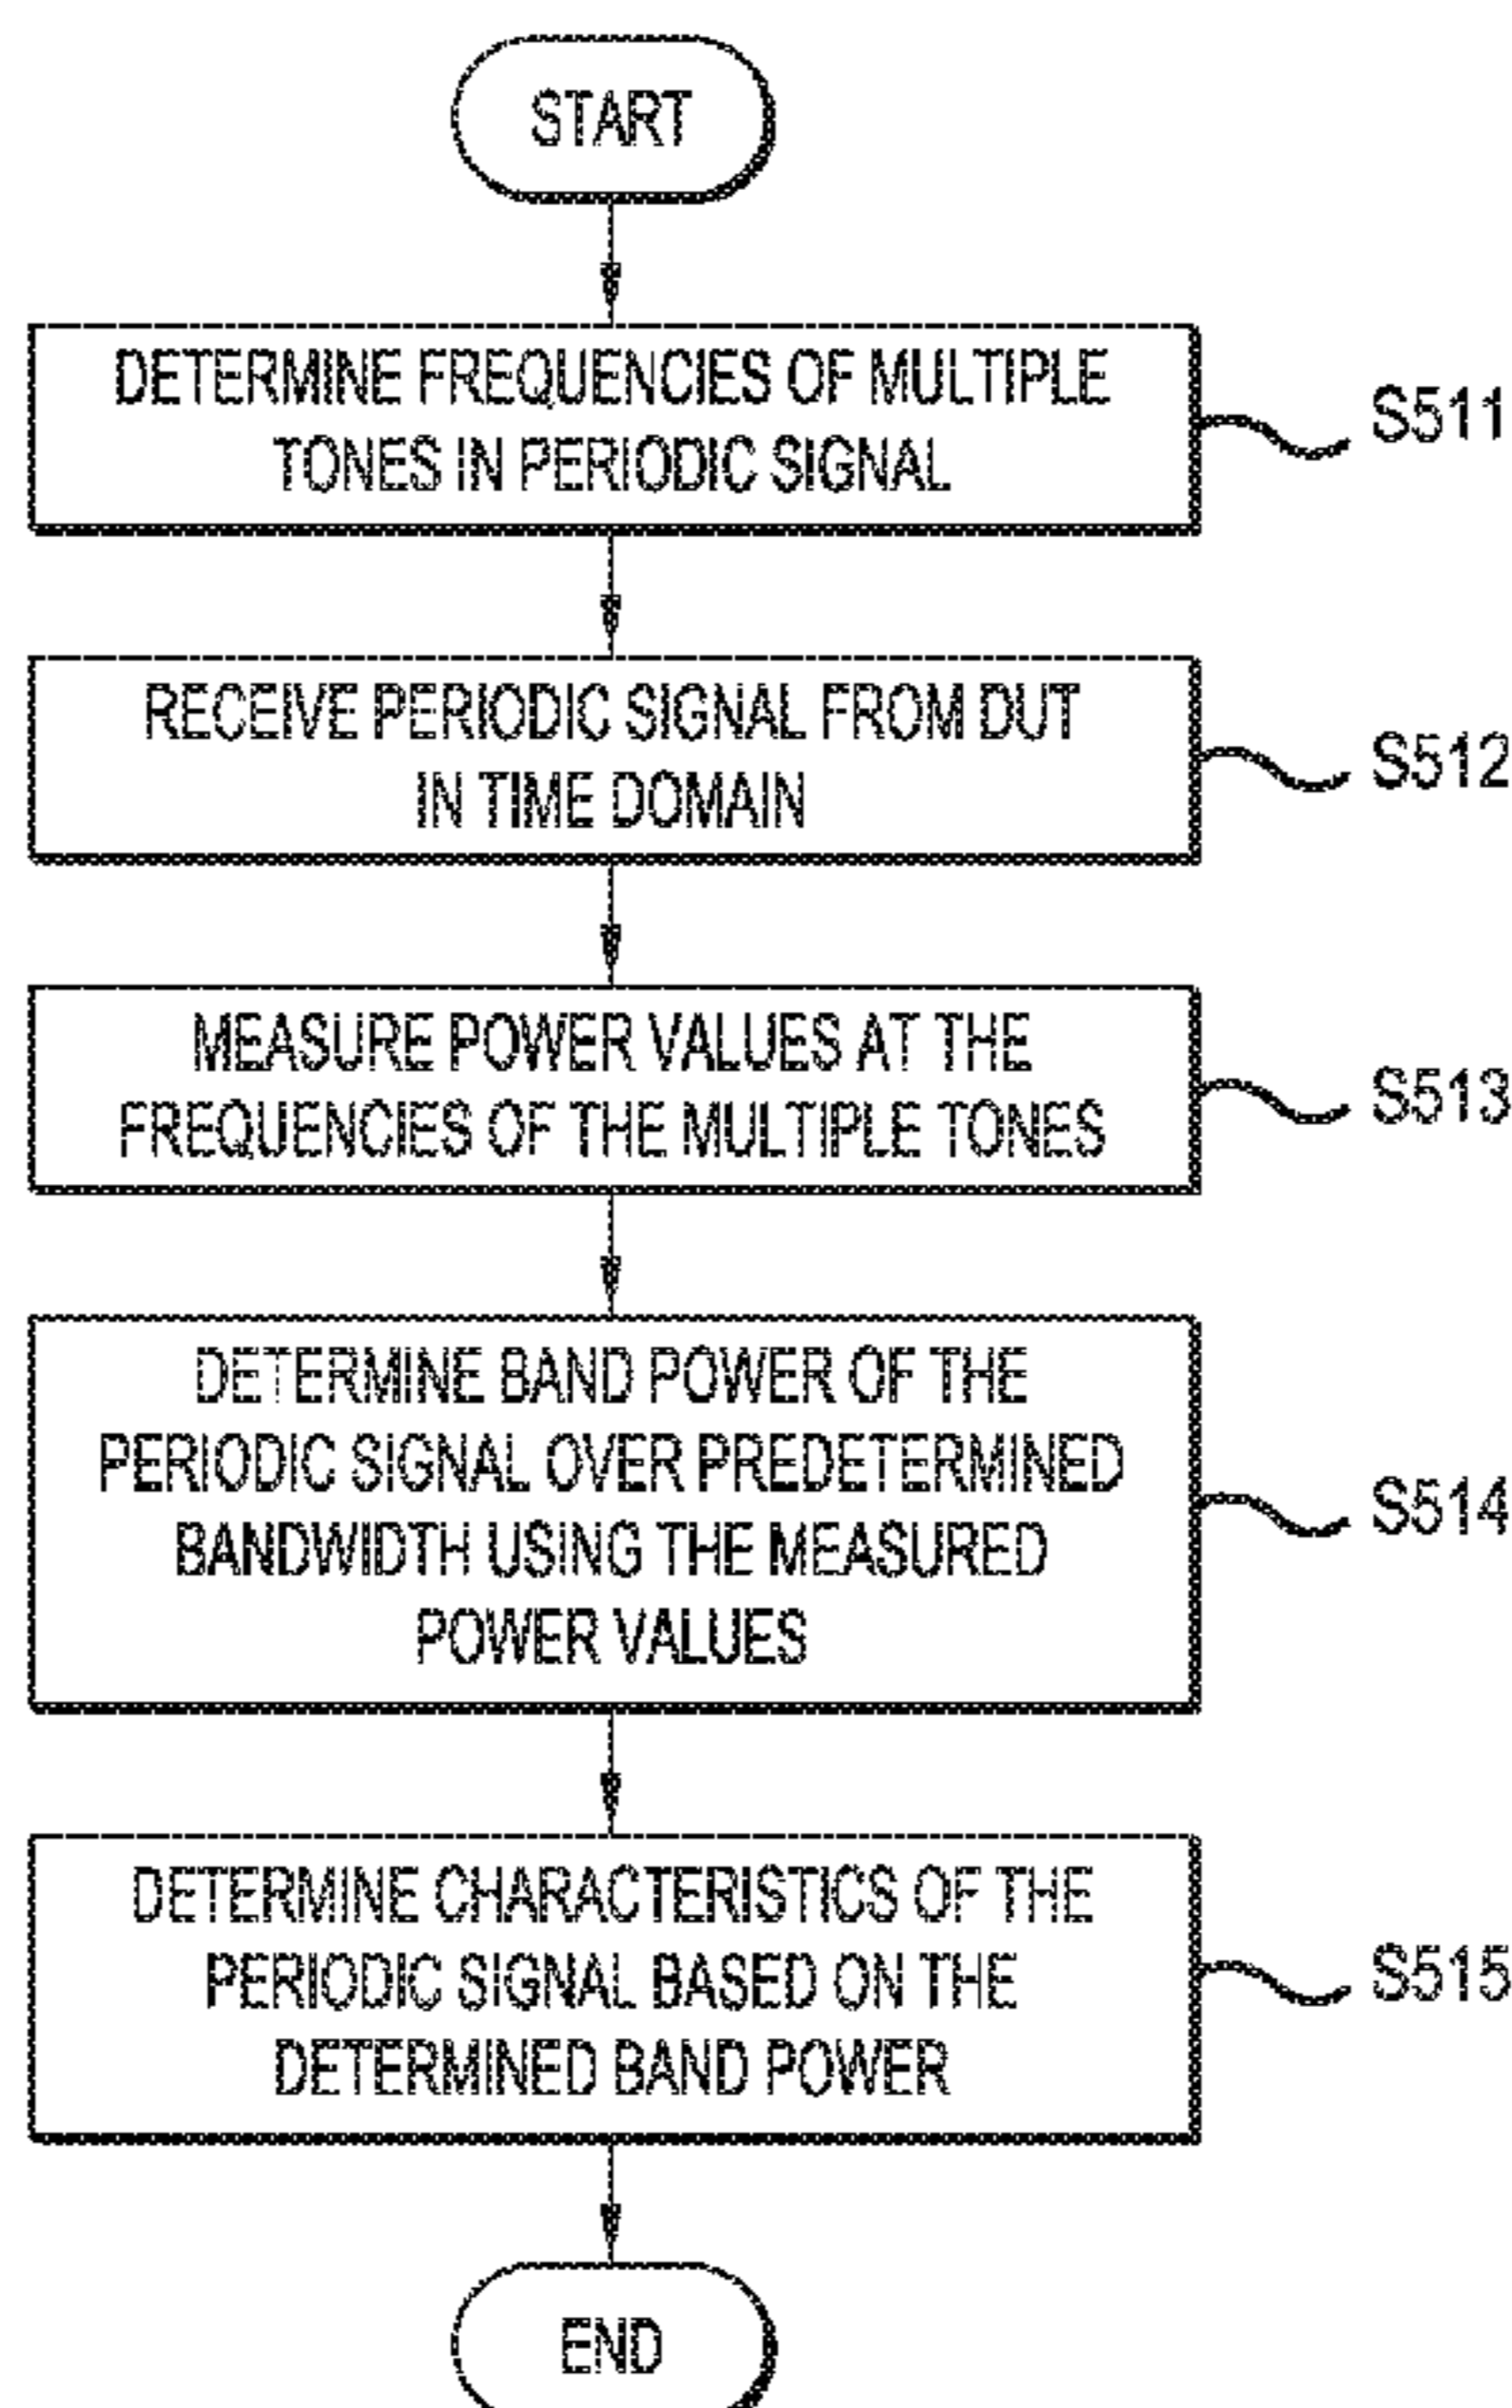 START
DETERMINE FREQUENCIES OF MULTIPLE
TONES IN PERIODIC SIGNAL
S511
RECEIVE PERIODIC SIGNAL FROM DUT
IN TIME DOMAIN
S512
MEASURE POWER VALUES AT THE
FREQUENCIES OF THE MULTIPLE TONES
S513
DETERMINE BAND POWER OF THE
PERIODIC SIGNAL OVER PREDETERMINED
BANDWIDTH USING THE MEASURED
POWER VALUES
S514
DETERMINE CHARACTERISTICS OF THE
PERIODIC SIGNAL BASED ON THE
DETERMINED BAND POWER
S515
END